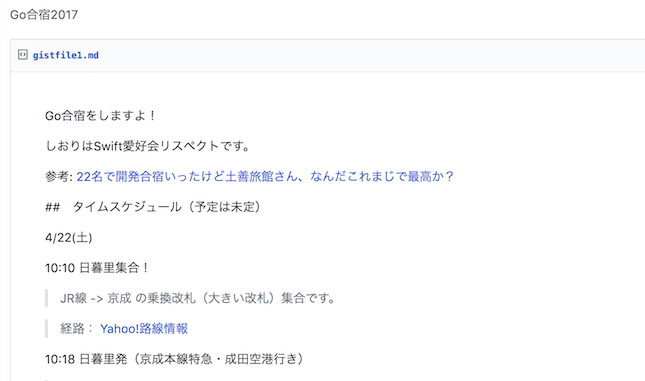 Go合宿2017
gistfile1.md
Go合宿をしますよ！
しおりはSwift愛好会リスペクトです。
参考: 22名で開発合宿いったけど土善旅館さん、なんだこれまじで最高か？
##　タイムスケジュール（予定は未定）
4/22(土)
10:10 日暮里集合！
JR線 -> 京成 の乗換改札（大きい改札）集合です。
経路： Yahoo!路線情報
10:18 日暮里発（京成本線特急・成田空港行き）